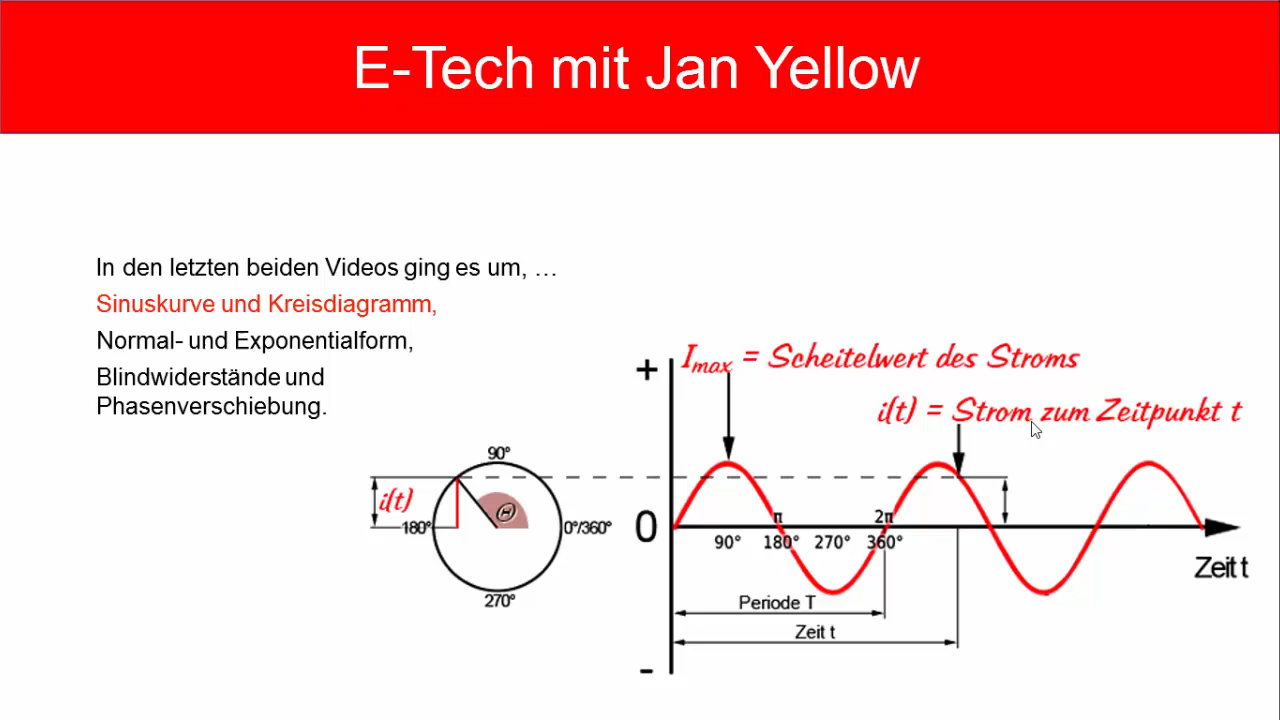 E-Tech mit Jan Yellow
In den letzten beiden Videos ging es um, …
Sinuskurve und Kreisdiagramm,
Normal- und Exponentialform,
Blindwiderstände und
Phasenverschiebung.
+
Imax = Scheitelwert des Stroms
i(t) = Strom zum Zeitpunkt t
90°
i(t)
Θ
180°
0°/360°
270°
0
π
2π
90°
180°
270°
360°
Zeit t
Periode T
Zeit t
-